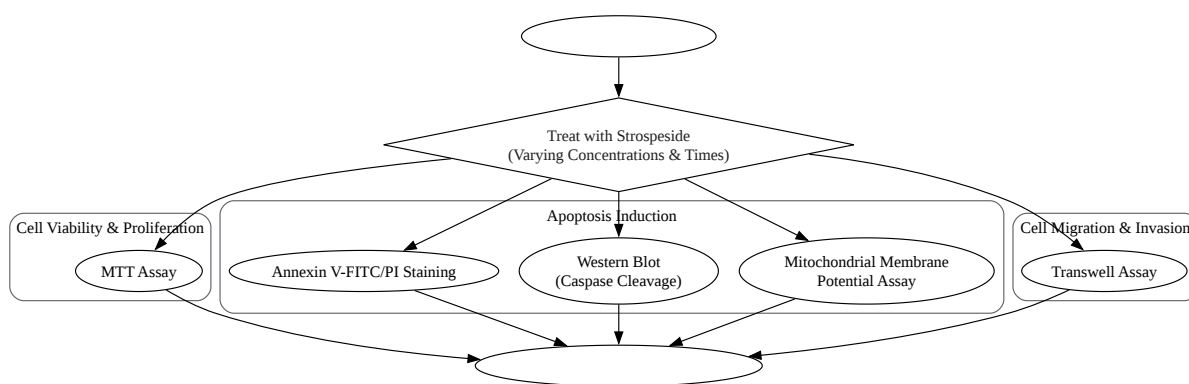 Treat with Strospeside
(Varying Concentrations & Times)
Cell Viability & Proliferation
MTT Assay
Apoptosis Induction
Annexin V-FITC/PI Staining
Western Blot
(Caspase Cleavage)
Mitochondrial Membrane
Potential Assay
Cell Migration & Invasion
Transwell Assay